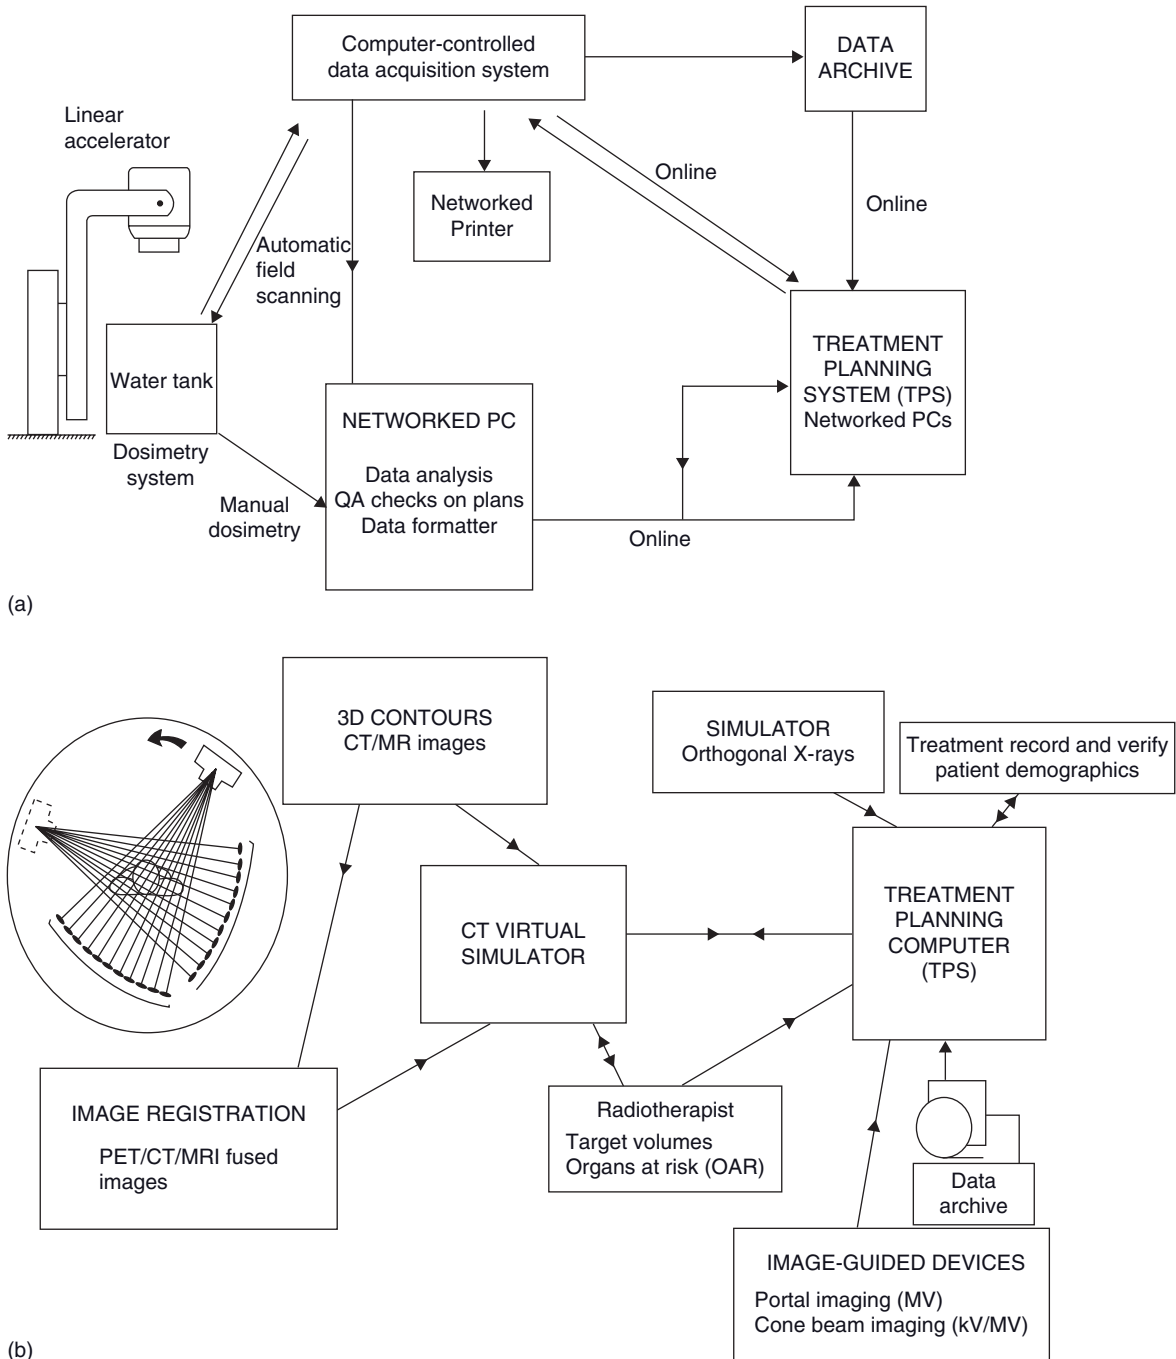 Computer-controlled
data acquisition system
DATA
ARCHIVE
Linear
accelerator
Networked
Printer
Online
Online
Automatic
field
scanning
Water tank
TREATMENT
PLANNING
SYSTEM (TPS)
Networked PCs
NETWORKED PC
Data analysis
QA checks on plans
Data formatter
Dosimetry
system
Manual
dosimetry
Online
(a)
3D CONTOURS
CT/MR images
SIMULATOR
Orthogonal X-rays
Treatment record and verify
patient demographics
CT VIRTUAL
SIMULATOR
TREATMENT
PLANNING
COMPUTER
(TPS)
IMAGE REGISTRATION
PET/CT/MRI fused
images
Radiotherapist
Target volumes
Organs at risk (OAR)
Data
archive
IMAGE-GUIDED DEVICES
Portal imaging (MV)
Cone beam imaging (kV/MV)
(b)